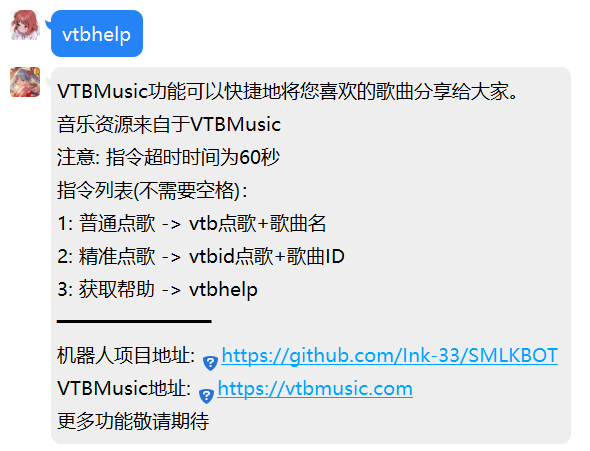 vtbhelp
VTBMusic功能可以快捷地将您喜欢的歌曲分享给大家。
音乐资源来自于VTBMusic
注意: 指令超时时间为60秒
指令列表(不需要空格):
1: 普通点歌 -> vtb点歌+歌曲名
2: 精准点歌 -> vtbid点歌+歌曲ID
3: 获取帮助 -> vtbhelp
━━━━━━━━━━
机器人项目地址: https://github.com/Ink-33/SMLKBOT
VTBMusic地址: https://vtbmusic.com
更多功能敬请期待